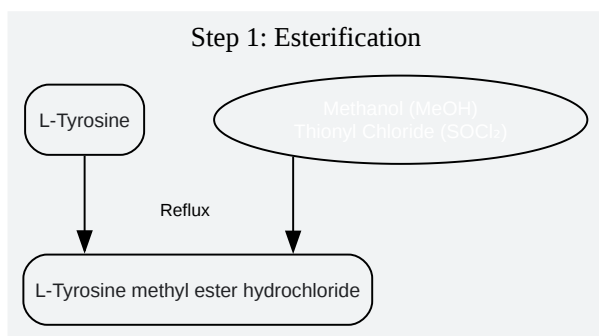 Step 1: Esterification
L-Tyrosine
Methanol (MeOH)
Thionyl Chloride (SOCl₂)
Reflux
L-Tyrosine methyl ester hydrochloride